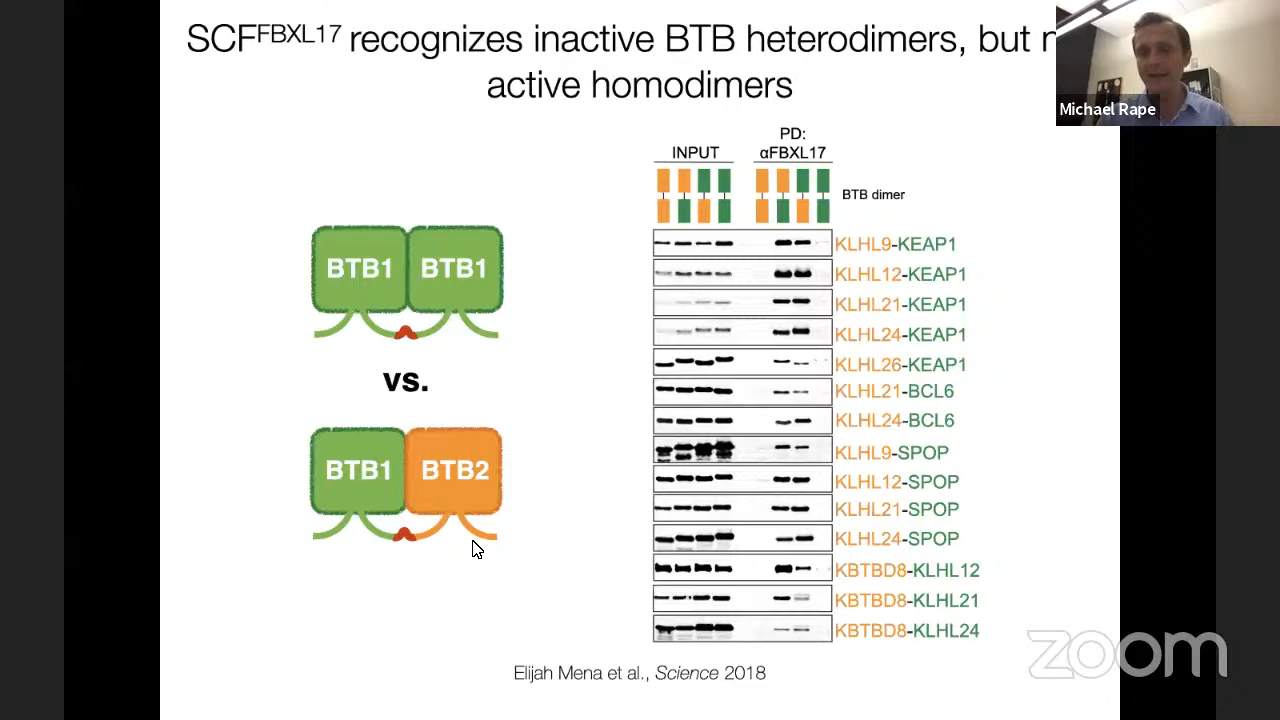 SCFFBXL17 recognizes inactive BTB heterodimers, but
active homodimers
Michael Rape
INPUT
PD:
αFBXL17
BTB dimer
BTB1 BTB1
vs.
BTB1 BTB2
KLHL9-KEAP1
KLHL12-KEAP1
KLHL21-KEAP1
KLHL24-KEAP1
KLHL26-KEAP1
KLHL21-BCL6
KLHL24-BCL6
KLHL9-SPOP
KLHL12-SPOP
KLHL21-SPOP
KLHL24-SPOP
KBTBD8-KLHL12
KBTBD8-KLHL21
KBTBD8-KLHL24
Elijah Mena et al., Science 2018
zoom